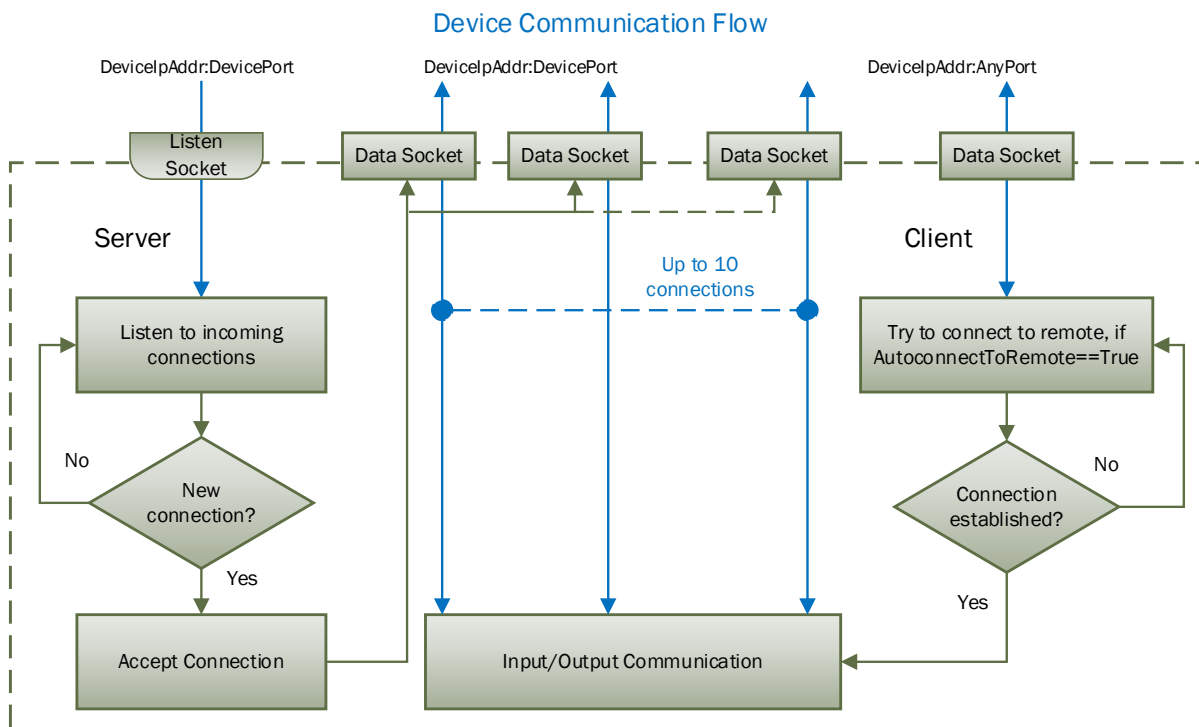 Device Communication Flow
DeviceIpAddr:DevicePort
DeviceIpAddr:DevicePort
DeviceIpAddr:AnyPort
Listen
Socket
Data Socket
Data Socket
Data Socket
Data Socket
Server
Client
Up to 10
connections
Listen to incoming
connections
Try to connect to remote, if
AutoconnectToRemote==True
No
New
connection?
Yes
No
Connection
established?
Yes
Accept Connection
Input/Output Communication